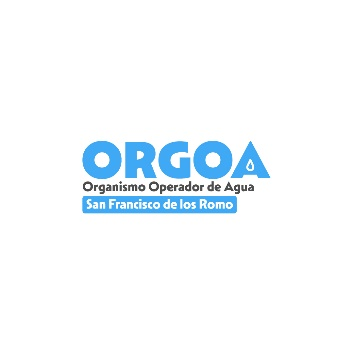 ORGOA
Organismo Operador de Agua
San Francisco de los Romo